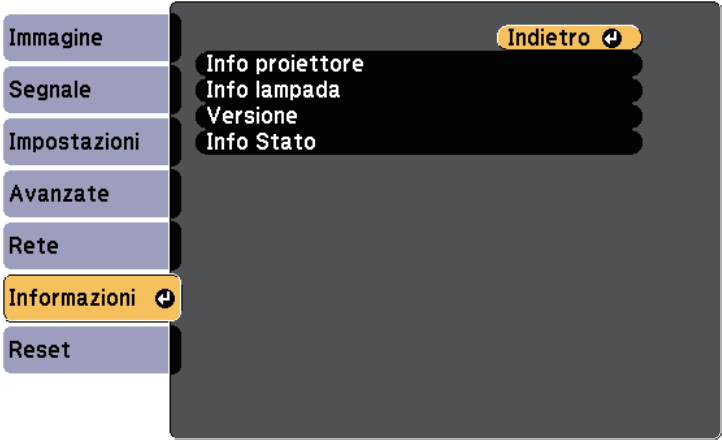 Immagine
Segnale
Impostazioni
Avanzate
Rete
Informazioni
Reset
Indietro
Info proiettore
Info lampada
Versione
Info Stato